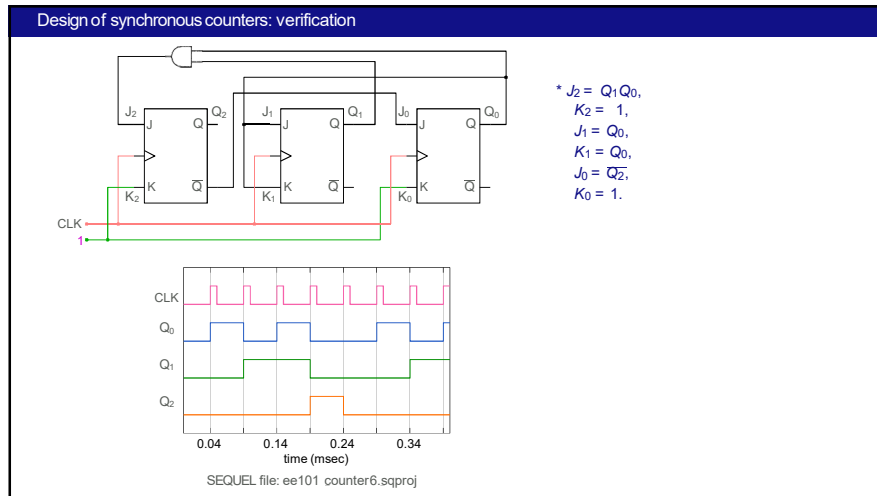 Design of synchronous counters: verification
J₂ Q₂ J₁ Q₁ J₀ Q₀
J Q J Q J Q
K Q̅ K Q̅ K Q̅
K₂ K₁ K₀
CLK
1
* J₂ = Q₁Q₀,
K₂ = 1,
J₁ = Q₀,
K₁ = Q₀,
J₀ = Q̅₂,
K₀ = 1.
CLK
Q₀
Q₁
Q₂
0.04 0.14 0.24 0.34
time (msec)
SEQUEL file: ee101 counter6.sqproj